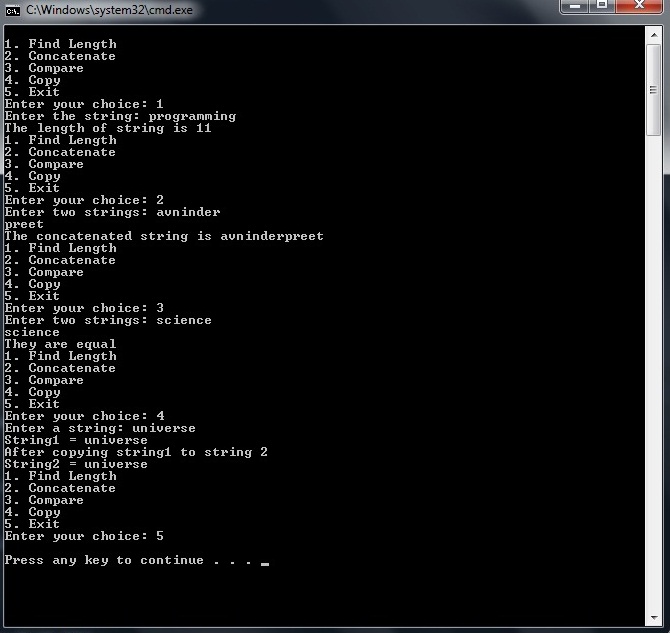 C:\Windows\system32\cmd.exe
1. Find Length
2. Concatenate
3. Compare
4. Copy
5. Exit
Enter your choice: 1
Enter the string: programming
The length of string is 11
1. Find Length
2. Concatenate
3. Compare
4. Copy
5. Exit
Enter your choice: 2
Enter two strings: avninder
preet
The concatenated string is avninderpreet
1. Find Length
2. Concatenate
3. Compare
4. Copy
5. Exit
Enter your choice: 3
Enter two strings: science
science
They are equal
1. Find Length
2. Concatenate
3. Compare
4. Copy
5. Exit
Enter your choice: 4
Enter a string: universe
String1 = universe
After copying string1 to string 2
String2 = universe
1. Find Length
2. Concatenate
3. Compare
4. Copy
5. Exit
Enter your choice: 5
Press any key to continue . . . _